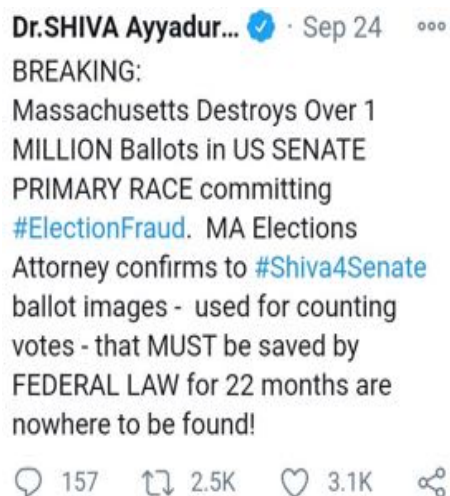 Dr.SHIVA Ayyadur... · Sep 24
BREAKING:
Massachusetts Destroys Over 1
MILLION Ballots in US SENATE
PRIMARY RACE committing
#ElectionFraud. MA Elections
Attorney confirms to #Shiva4Senate
ballot images - used for counting
votes - that MUST be saved by
FEDERAL LAW for 22 months are
nowhere to be found!
157 2.5K 3.1K